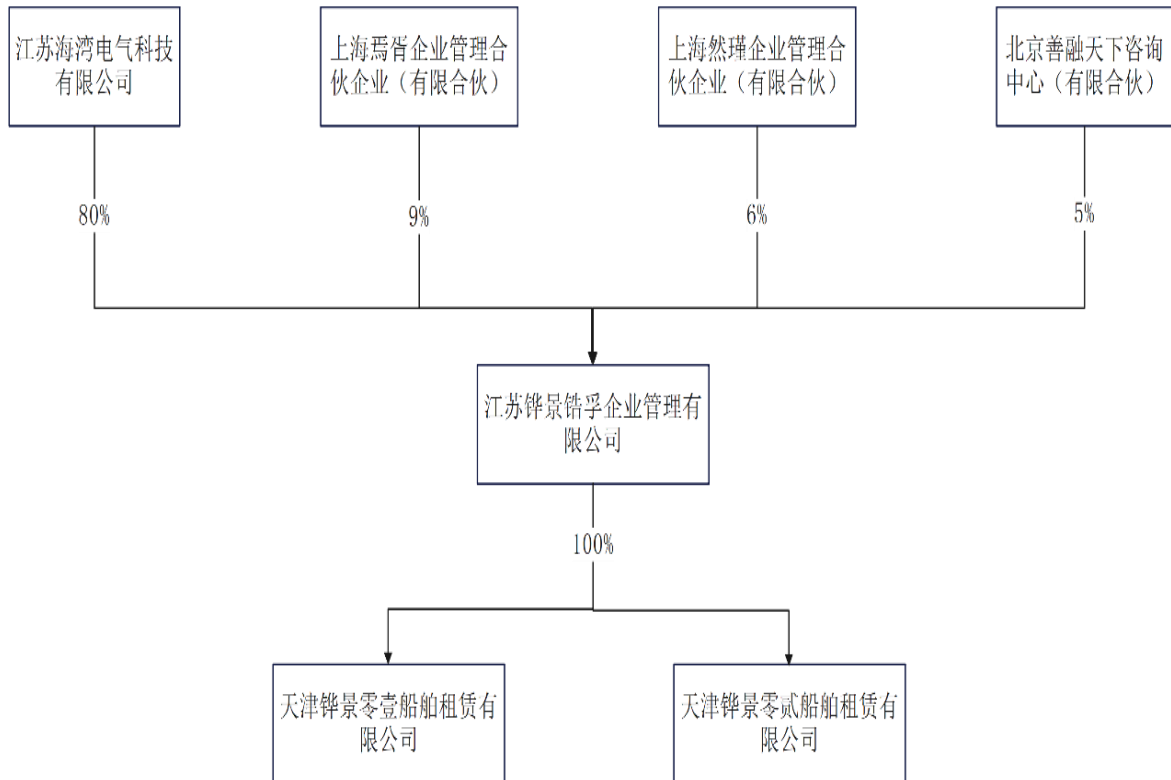 江苏海湾电气科技
有限公司
上海焉胥企业管理合
伙企业（有限合伙）
上海然瑾企业管理合
伙企业（有限合伙）
北京善融天下咨询
中心（有限合伙）
80%
9%
6%
5%
江苏铧景锆孚企业管理有
限公司
100%
天津铧景零壹船舶租赁有
限公司
天津铧景零贰船舶租赁有
限公司